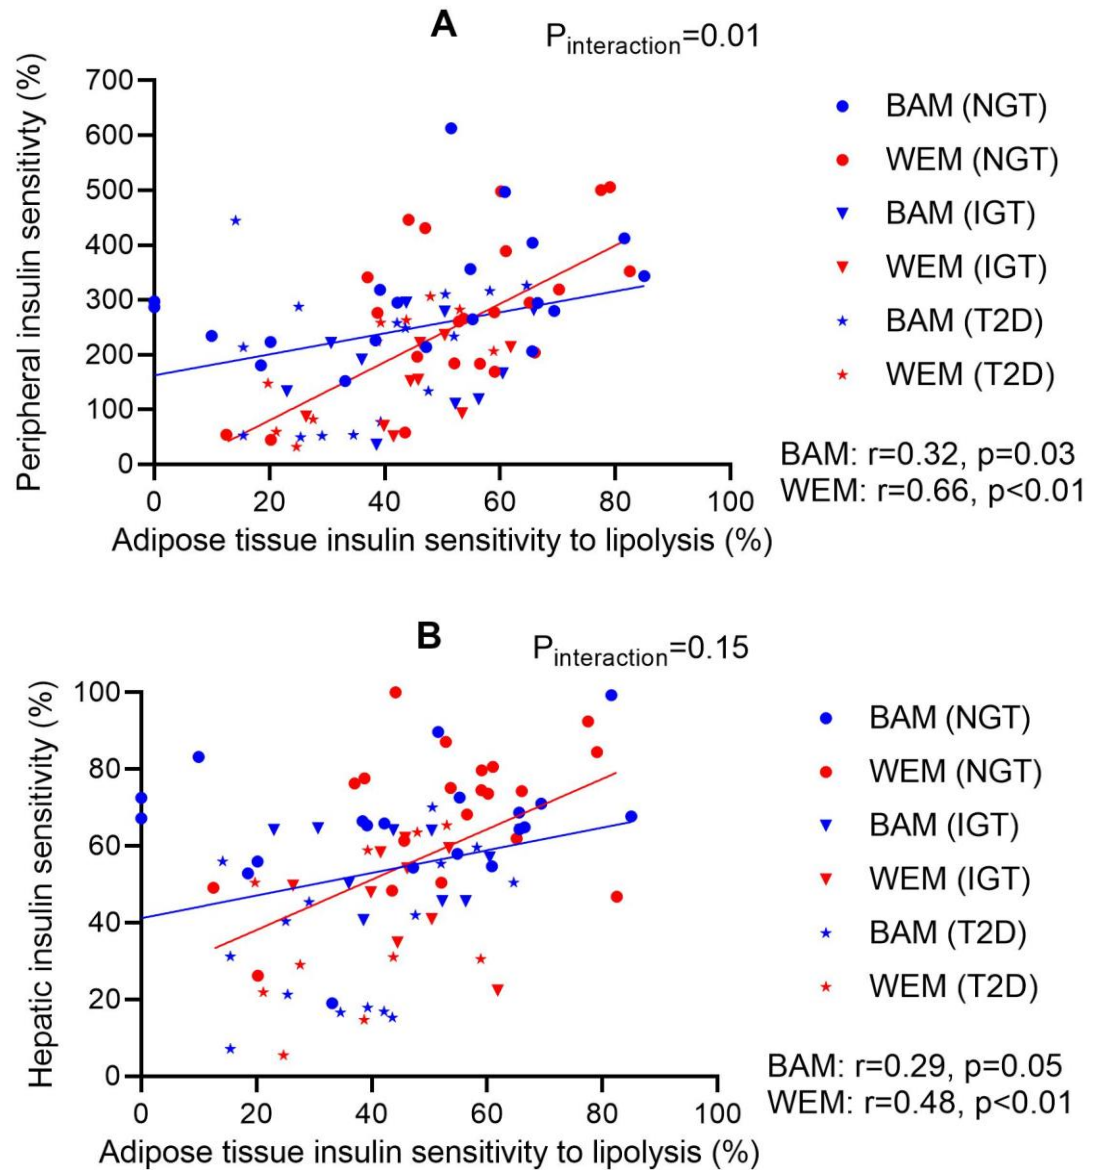 A
Pinteraction=0.01
Peripheral insulin sensitivty (%)
700
600
500
400
300
200
100
0
0 20 40 60 80 100
Adipose tissue insulin sensitivity to lipolysis (%)
BAM (NGT)
WEM (NGT)
BAM (IGT)
WEM (IGT)
BAM (T2D)
WEM (T2D)
BAM: r=0.32, p=0.03
WEM: r=0.66, p<0.01
B
Pinteraction=0.15
Hepatic insulin sensitivity (%)
100
80
60
40
20
0
0 20 40 60 80 100
Adipose tissue insulin sensitivity to lipolysis (%)
BAM (NGT)
WEM (NGT)
BAM (IGT)
WEM (IGT)
BAM (T2D)
WEM (T2D)
BAM: r=0.29, p=0.05
WEM: r=0.48, p<0.01